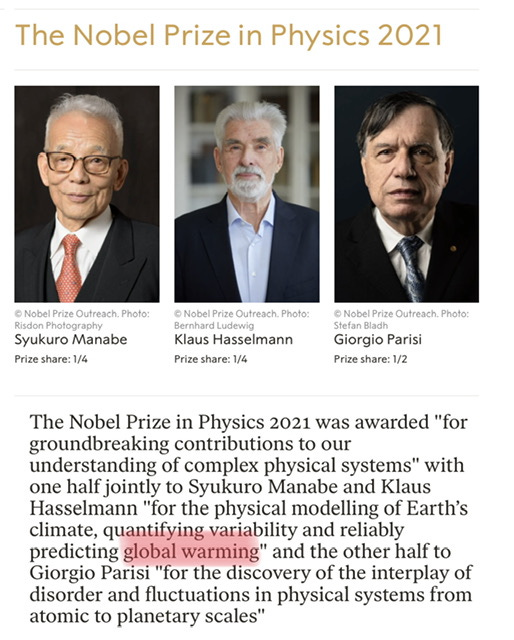 The Nobel Prize in Physics 2021
© Nobel Prize Outreach. Photo:
Risdon Photography
Syukuro Manabe
Prize share: 1/4
© Nobel Prize Outreach. Photo:
Bernhard Ludewig
Klaus Hasselmann
Prize share: 1/4
© Nobel Prize Outreach. Photo:
Stefan Bladh
Giorgio Parisi
Prize share: 1/2
The Nobel Prize in Physics 2021 was awarded "for
groundbreaking contributions to our
understanding of complex physical systems" with
one half jointly to Syukuro Manabe and Klaus
Hasselmann "for the physical modelling of Earth’s
climate, quantifying variability and reliably
predicting global warming" and the other half to
Giorgio Parisi "for the discovery of the interplay of
disorder and fluctuations in physical systems from
atomic to planetary scales"